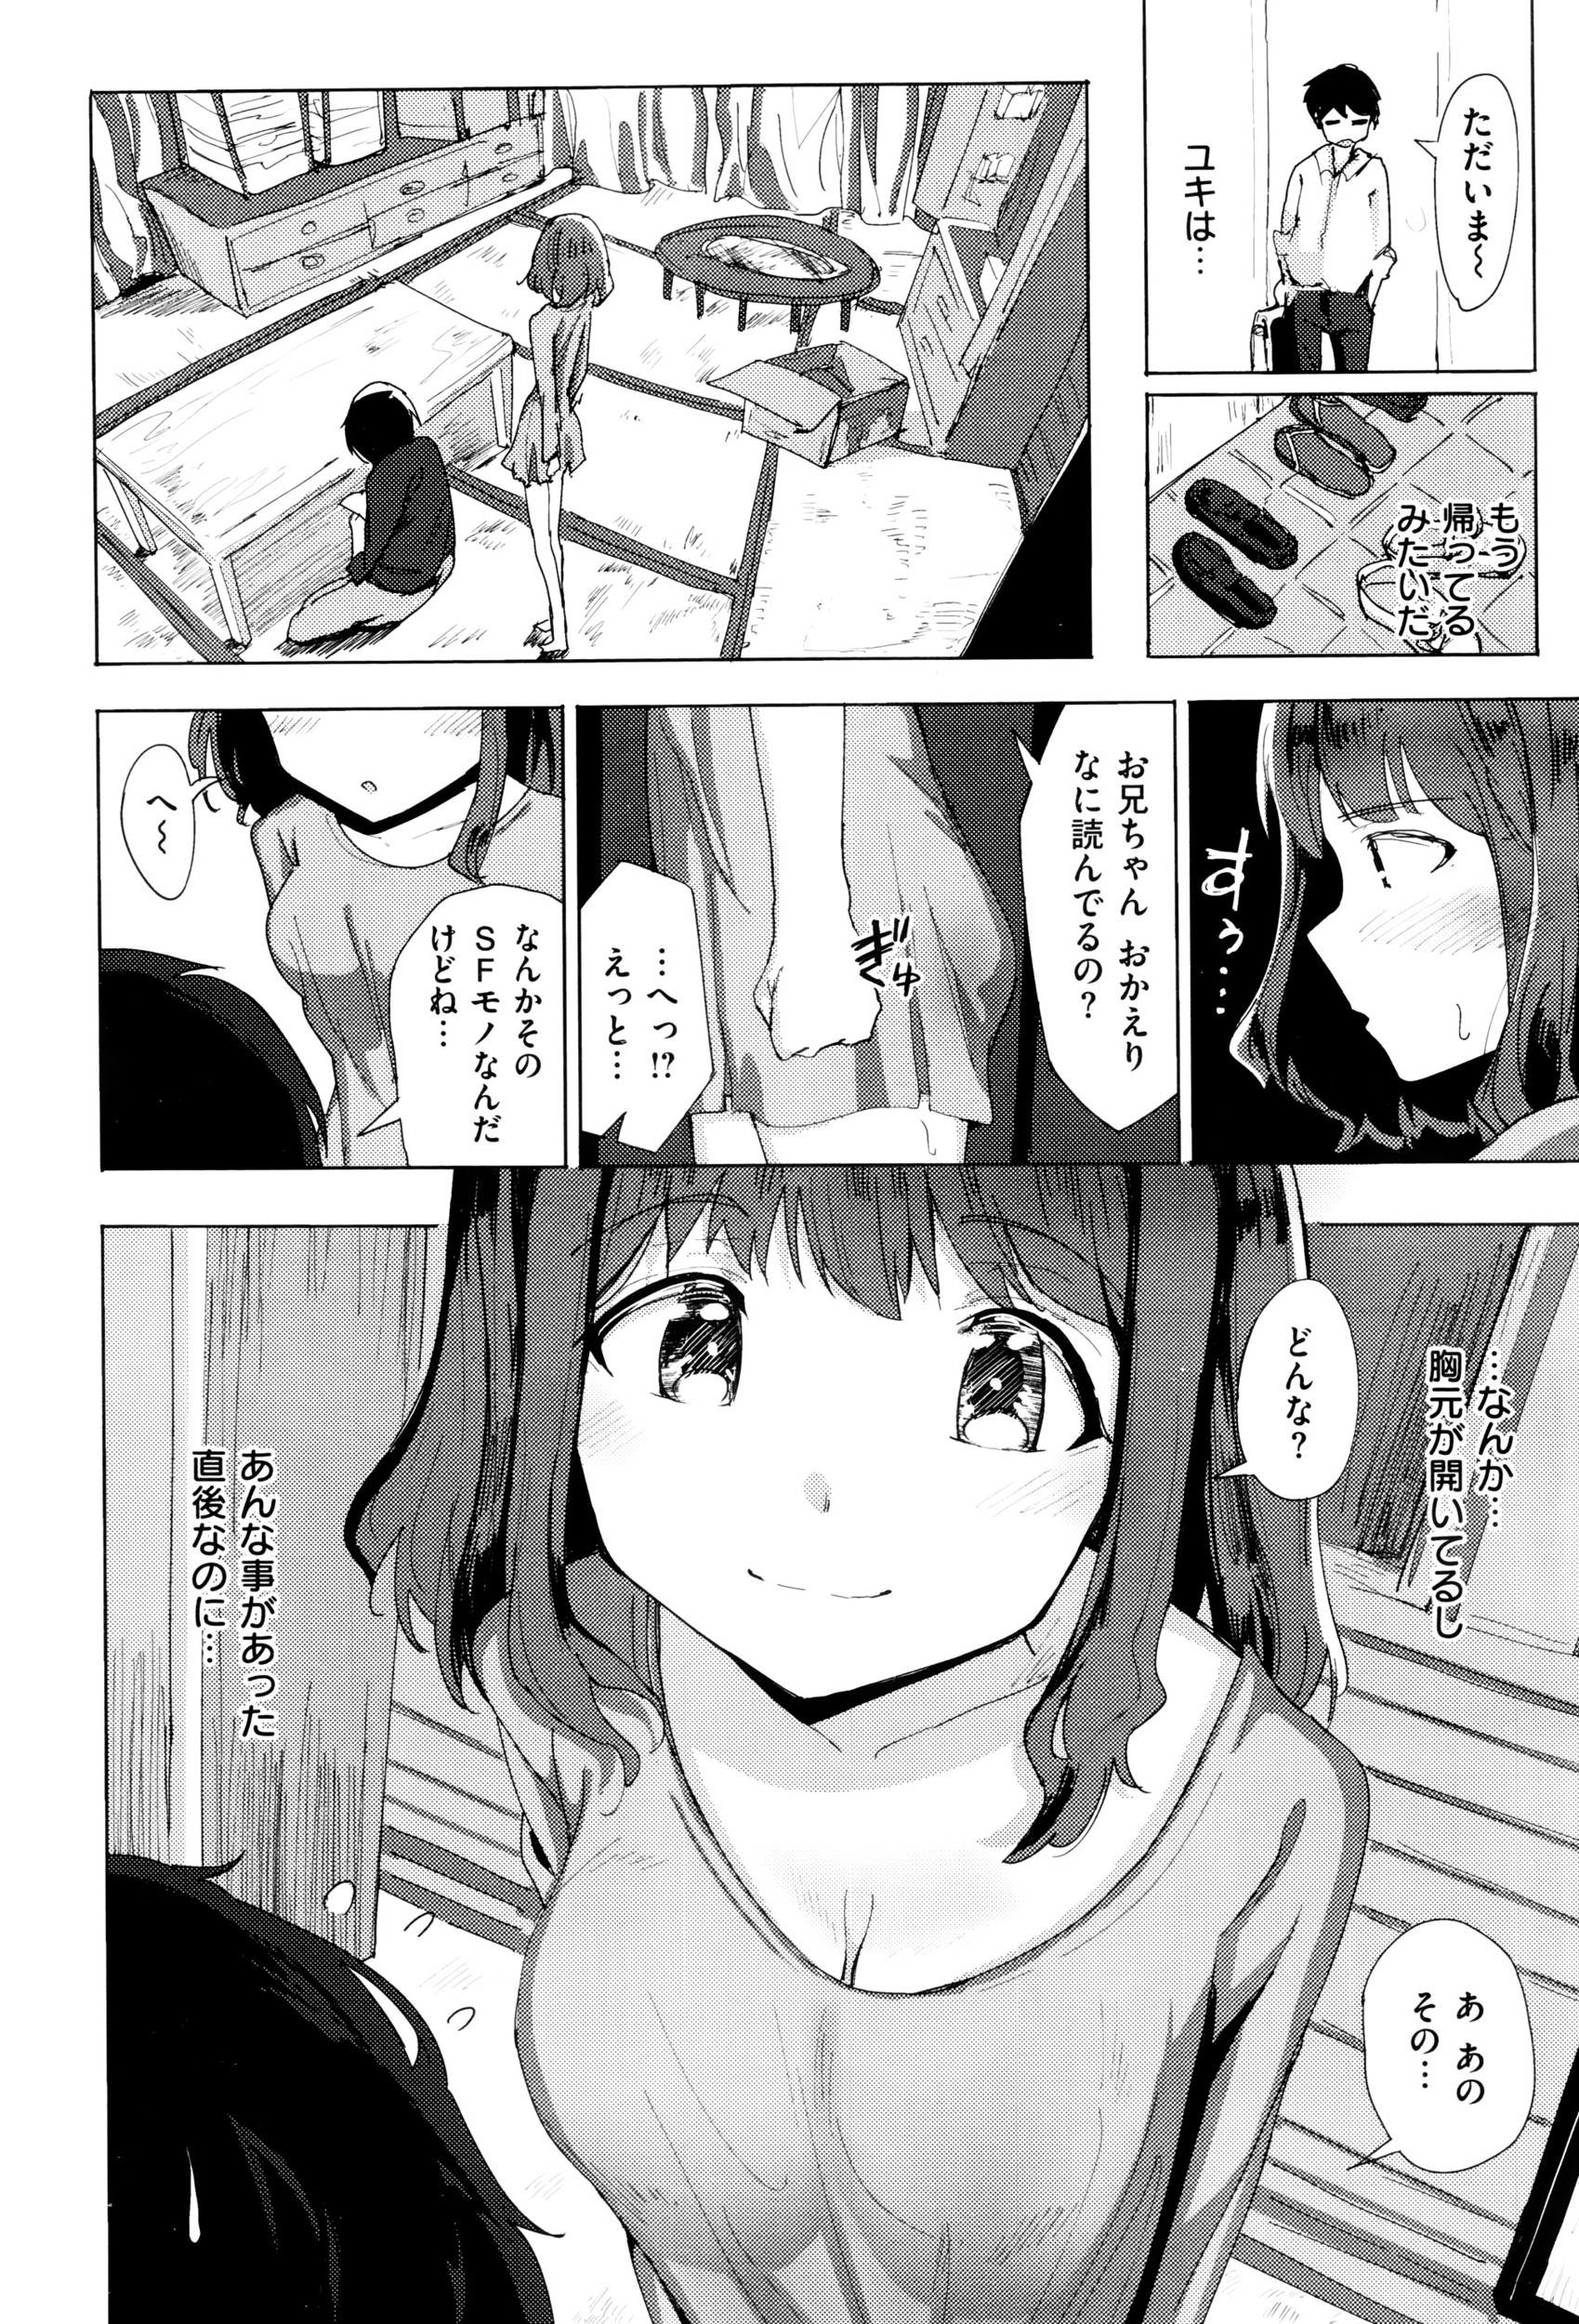 ただいま〜
ユキは…
もう
帰ってる
みたいだ
すぅ…
お兄ちゃん おかえり
なに読んでるの？
ぎゅ
…へっ!?
えっと…
なんかその
ＳＦモノなんだ
けどね…
へ〜
どんな？
…なんか…
胸元が開いてるし
あんな事があった
直後なのに…
あ あの
その…